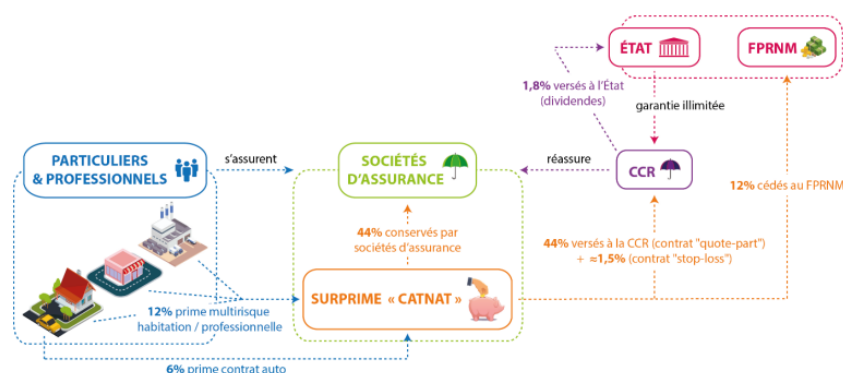 ÉTAT
FPRNM
1,8% versés à l'État
(dividendes)
garantie illimitée
PARTICULIERS
& PROFESSIONNELS
s'assurent
SOCIÉTÉS
D'ASSURANCE
réassure
CCR
12% cédés au FPRNM
44% conservés par
sociétés d'assurance
44% versés à la CCR (contrat "quote-part")
+ ≈1,5% (contrat "stop-loss")
SURPRIME « CATNAT »
12% prime multirisque
habitation / professionnelle
6% prime contrat auto